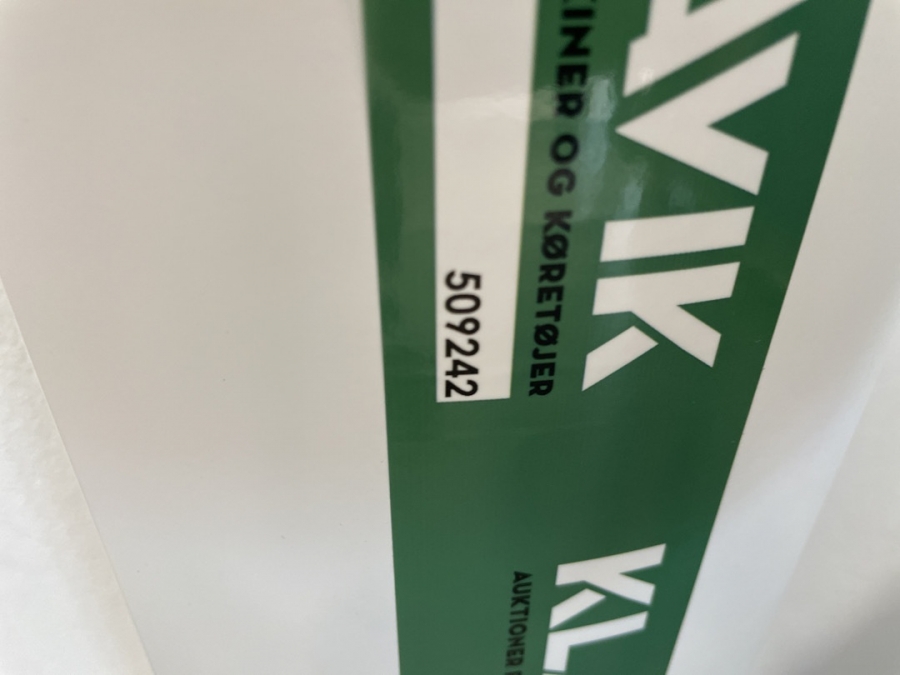 AVIK
KINER OG KØRETØJER
509242
KL
AUKTIONER